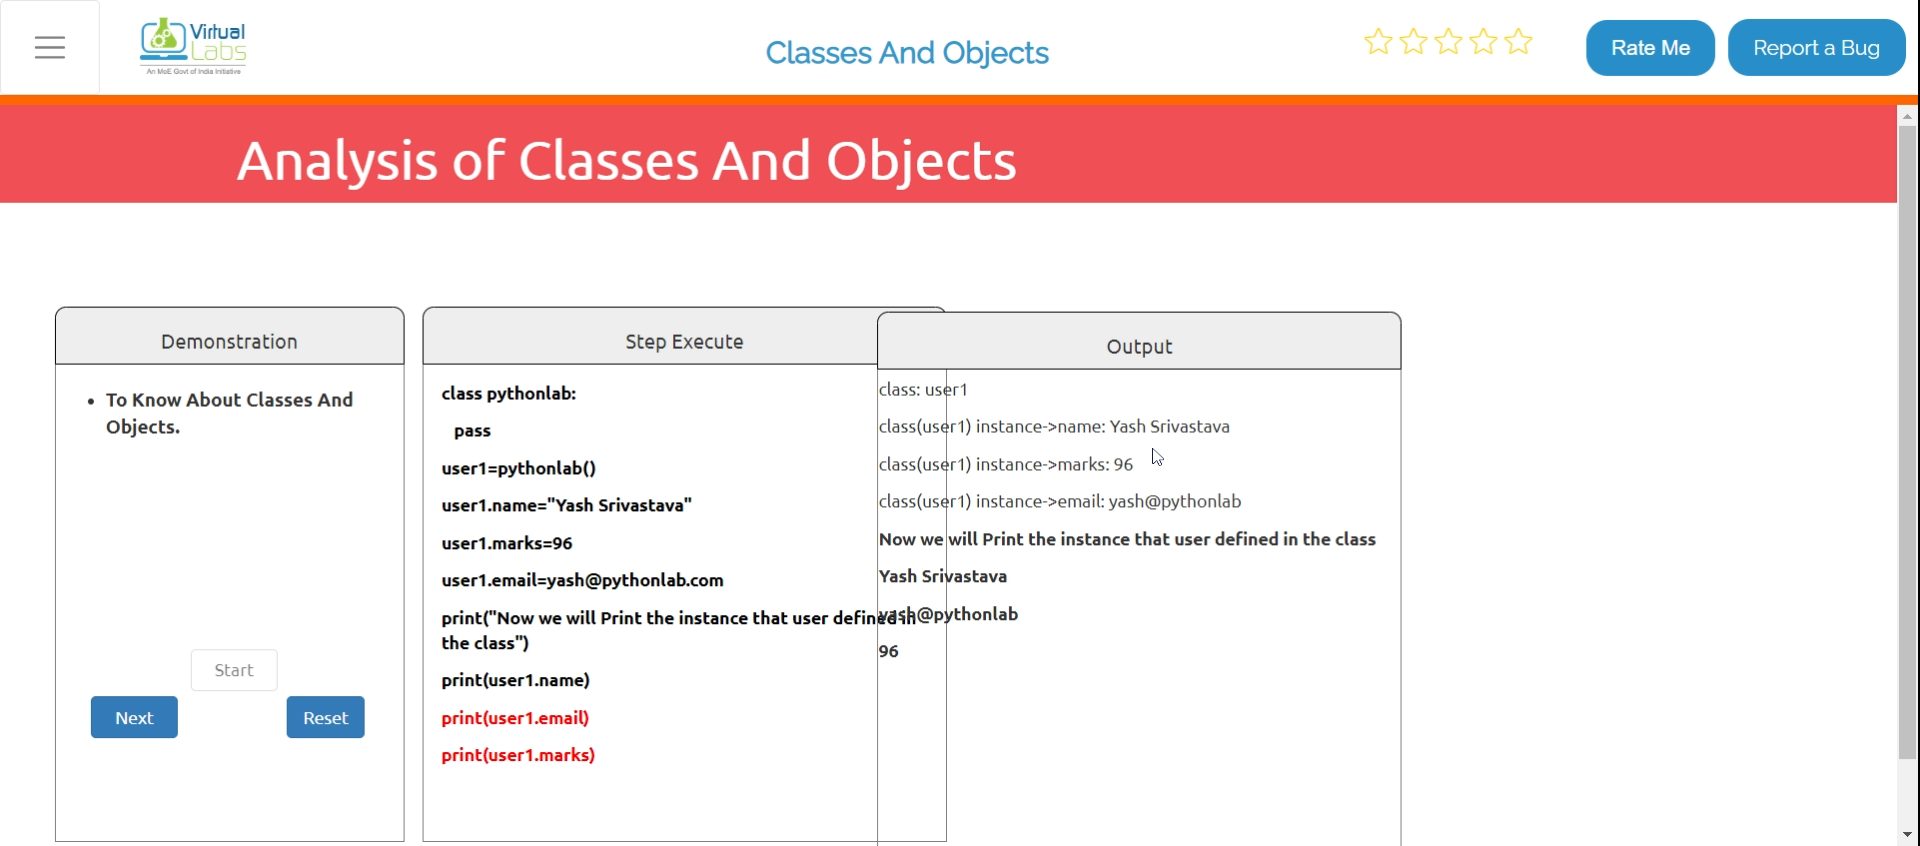 Virtual
Labs
An MoE Govt of India Initiative
Classes And Objects
Rate Me
Report a Bug
Analysis of Classes And Objects
Demonstration
• To Know About Classes And
Objects.
Start
Next
Reset
Step Execute
class pythonlab:
pass
user1=pythonlab()
user1.name="Yash Srivastava"
user1.marks=96
user1.email=yash@pythonlab.com
print("Now we will Print the instance that user defined in
the class")
print(user1.name)
print(user1.email)
print(user1.marks)
Output
class: user1
class(user1) instance->name: Yash Srivastava
class(user1) instance->marks: 96
class(user1) instance->email: yash@pythonlab
Now we will Print the instance that user defined in the class
Yash Srivastava
yash@pythonlab
96